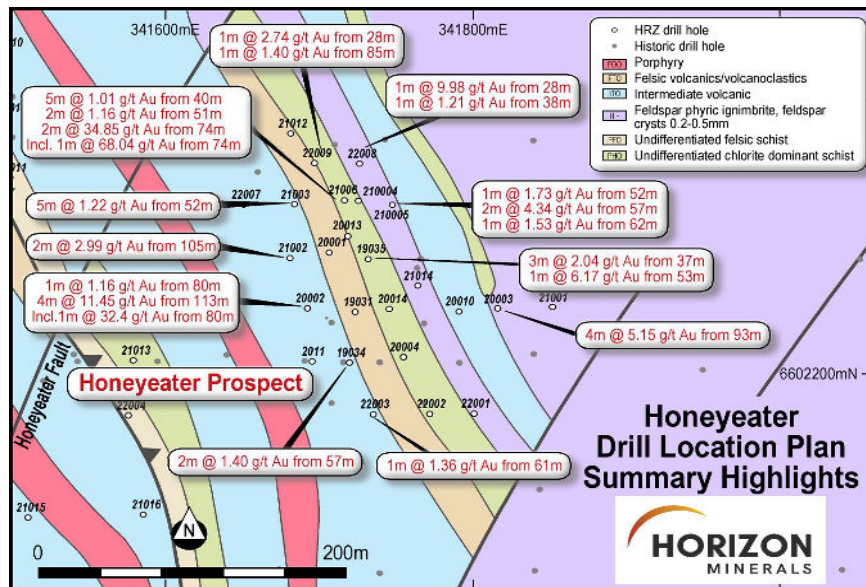 341600mE
341800mE
1m @ 2.74 g/t Au from 28m
1m @ 1.40 g/t Au from 85m
HRZ drill hole
Historic drill hole
Porphyry
Felsic volcanics/volcanoclastics
Intermediate volcanic
Feldspar phyric ignimbrite, feldspar
crysts 0.2-0.5mm
Undifferentiated felsic schist
Undifferentiated chlorite dominant schist
1m @ 9.98 g/t Au from 28m
1m @ 1.21 g/t Au from 38m
5m @ 1.01 g/t Au from 40m
2m @ 1.16 g/t Au from 51m
2m @ 34.85 g/t Au from 74m
Incl. 1m @ 68.04 g/t Au from 74m
21012
22009
22008
22007
21003
21006
210004
210005
5m @ 1.22 g/t Au from 52m
1m @ 1.73 g/t Au from 52m
2m @ 4.34 g/t Au from 57m
1m @ 1.53 g/t Au from 62m
20013
2m @ 2.99 g/t Au from 105m
21002
20001
19035
3m @ 2.04 g/t Au from 37m
1m @ 6.17 g/t Au from 53m
21014
1m @ 1.16 g/t Au from 80m
4m @ 11.45 g/t Au from 113m
Incl.1m @ 32.4 g/t Au from 80m
20002
19031
20014
20010
20003
21001
4m @ 5.15 g/t Au from 93m
21013
2011
19034
20004
6602200mN
Honeyeater Fault
Honeyeater Prospect
22004
22003
22002
22001
Honeyeater
Drill Location Plan
Summary Highlights
2m @ 1.40 g/t Au from 57m
1m @ 1.36 g/t Au from 61m
21015
21016
N
0
200m
HORIZON
MINERALS